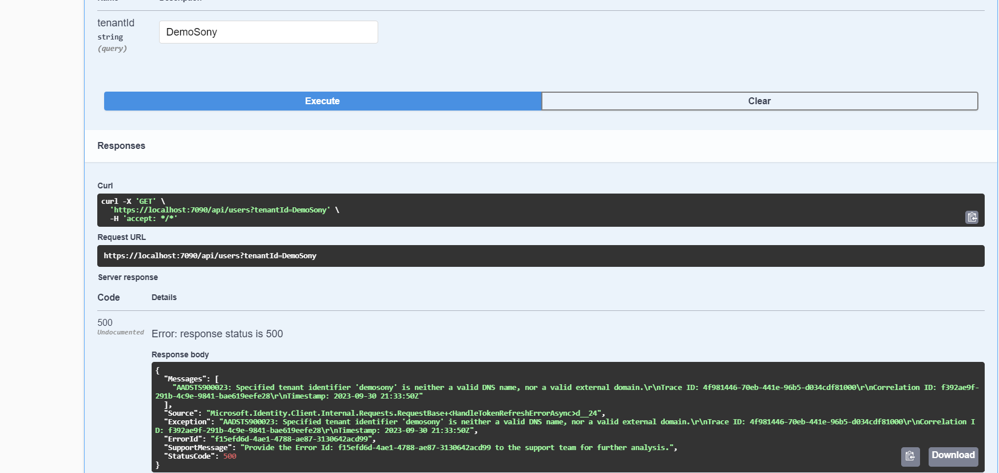 tenantId
DemoSony
string
(query)
Execute
Clear
Responses
Curl
curl -X 'GET' \
'https://localhost:7090/api/users?tenantId=DemoSony' \
-H 'accept: */*'
Request URL
https://localhost:7090/api/users?tenantId=DemoSony
Server response
Code
Details
500
Undocumented
Error: response status is 500
Response body
{
"Messages": [
"AADSTS900023: Specified tenant identifier 'demosony' is neither a valid DNS name, nor a valid external domain.\r\nTrace ID: 4f981446-70eb-441e-96b5-d034cdf81000\r\nCorrelation ID: f392ae9f-
291b-4c9e-9841-bae619eefe28\r\nTimestamp: 2023-09-30 21:33:50Z"
],
"Source": "Microsoft.Identity.Client.Internal.Requests.RequestBase+<HandleTokenRefreshErrorAsync>d__24",
"Exception": "AADSTS900023: Specified tenant identifier 'demosony' is neither a valid DNS name, nor a valid external domain.\r\nTrace ID: 4f981446-70eb-441e-96b5-d034cdf81000\r\nCorrelation I
D: f392ae9f-291b-4c9e-9841-bae619eefe28\r\nTimestamp: 2023-09-30 21:33:50Z",
"ErrorId": "f15efd6d-4ae1-4788-ae87-3130642acd99",
"SupportMessage": "Provide the Error Id: f15efd6d-4ae1-4788-ae87-3130642acd99 to the support team for further analysis.",
"StatusCode": 500
}
Download